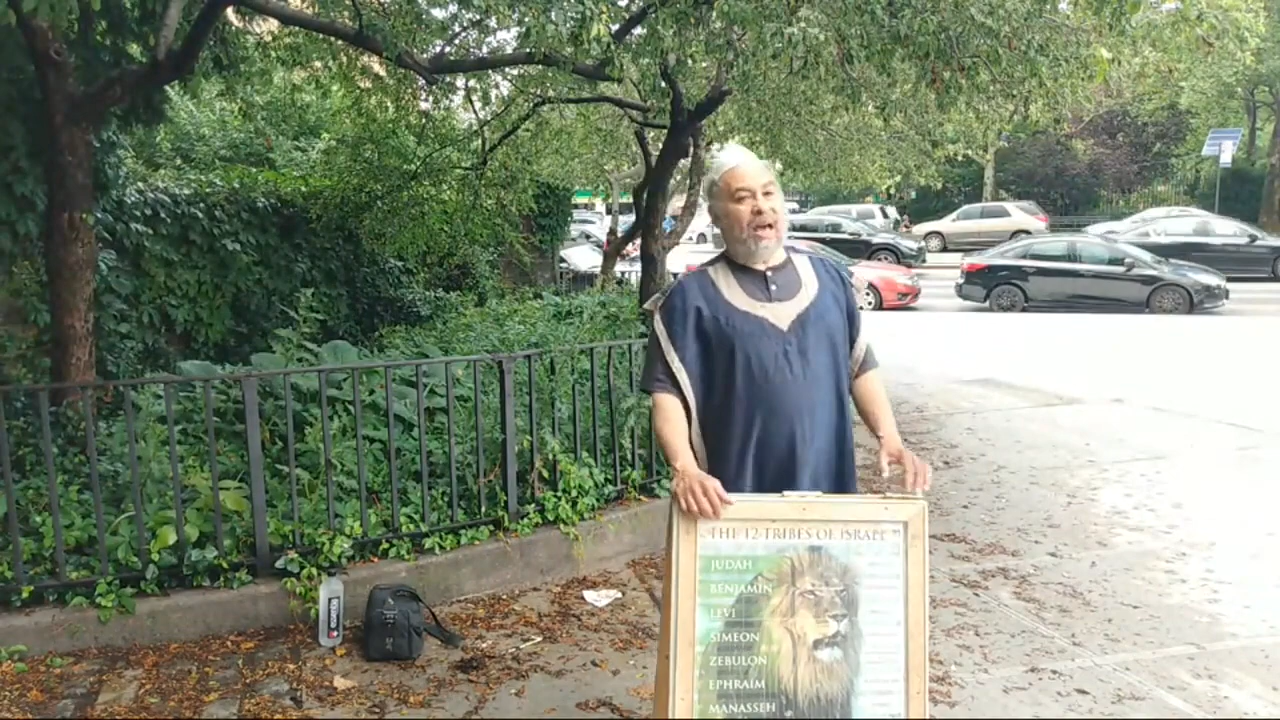 THE 12 TRIBES OF ISRAEL
JUDAH
BENJAMIN
LEVI
SIMEON
ZEBULON
EPHRAIM
MANASSEH